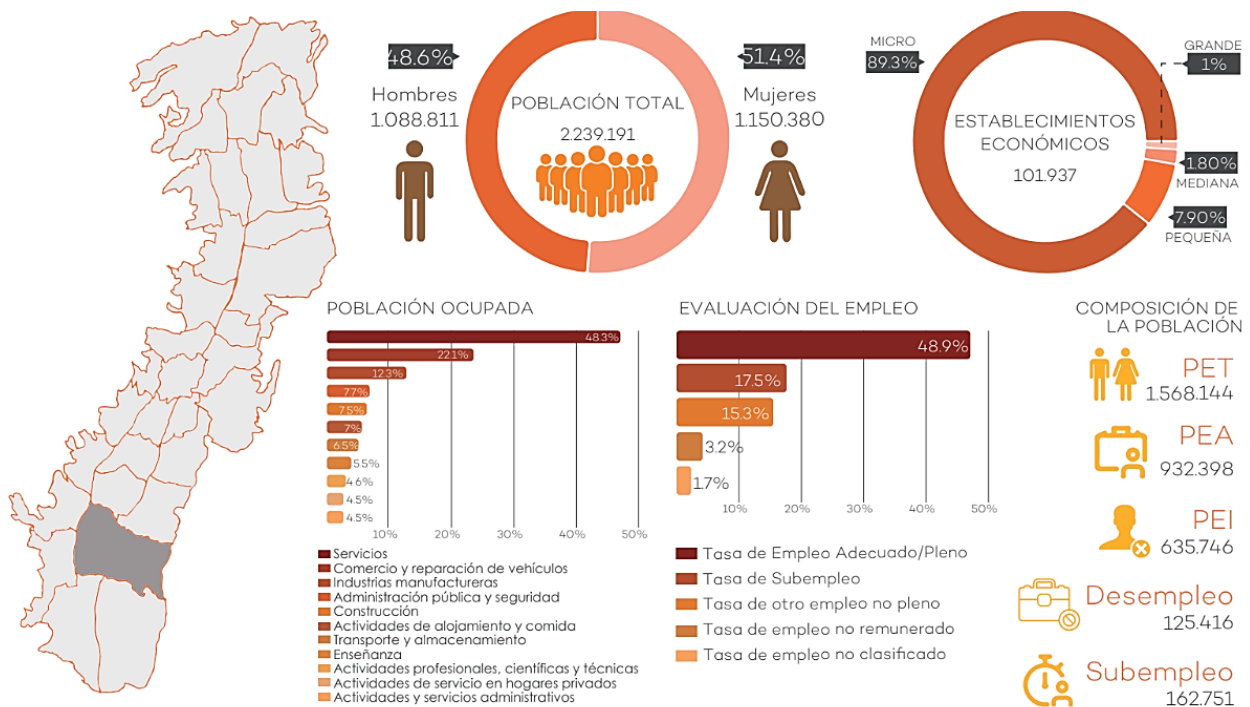 48.6%
Hombres
1.088.811
POBLACIÓN TOTAL
2.239.191
51.4%
Mujeres
1.150.380
MICRO
89.3%
GRANDE
1%
ESTABLECIMIENTOS
ECONÓMICOS
101.937
1.80%
MEDIANA
7.90%
PEQUEÑA
POBLACIÓN OCUPADA
48.3%
22.1%
12.3%
7.7%
7.5%
7%
6.5%
5.5%
4.6%
4.5%
4.5%
10% 20% 30% 40% 50%
Servicios
Comercio y reparación de vehículos
Industrias manufactureras
Administración pública y seguridad
Construcción
Actividades de alojamiento y comida
Transporte y almacenamiento
Enseñanza
Actividades profesionales, científicas y técnicas
Actividades de servicio en hogares privados
Actividades y servicios administrativos
EVALUACIÓN DEL EMPLEO
48.9%
17.5%
15.3%
3.2%
1.7%
10% 20% 30% 40% 50%
Tasa de Empleo Adecuado/Pleno
Tasa de Subempleo
Tasa de otro empleo no pleno
Tasa de empleo no remunerado
Tasa de empleo no clasificado
COMPOSICIÓN DE
LA POBLACIÓN
PET
1.568.144
PEA
932.398
PEI
635.746
Desempleo
125.416
Subempleo
162.751